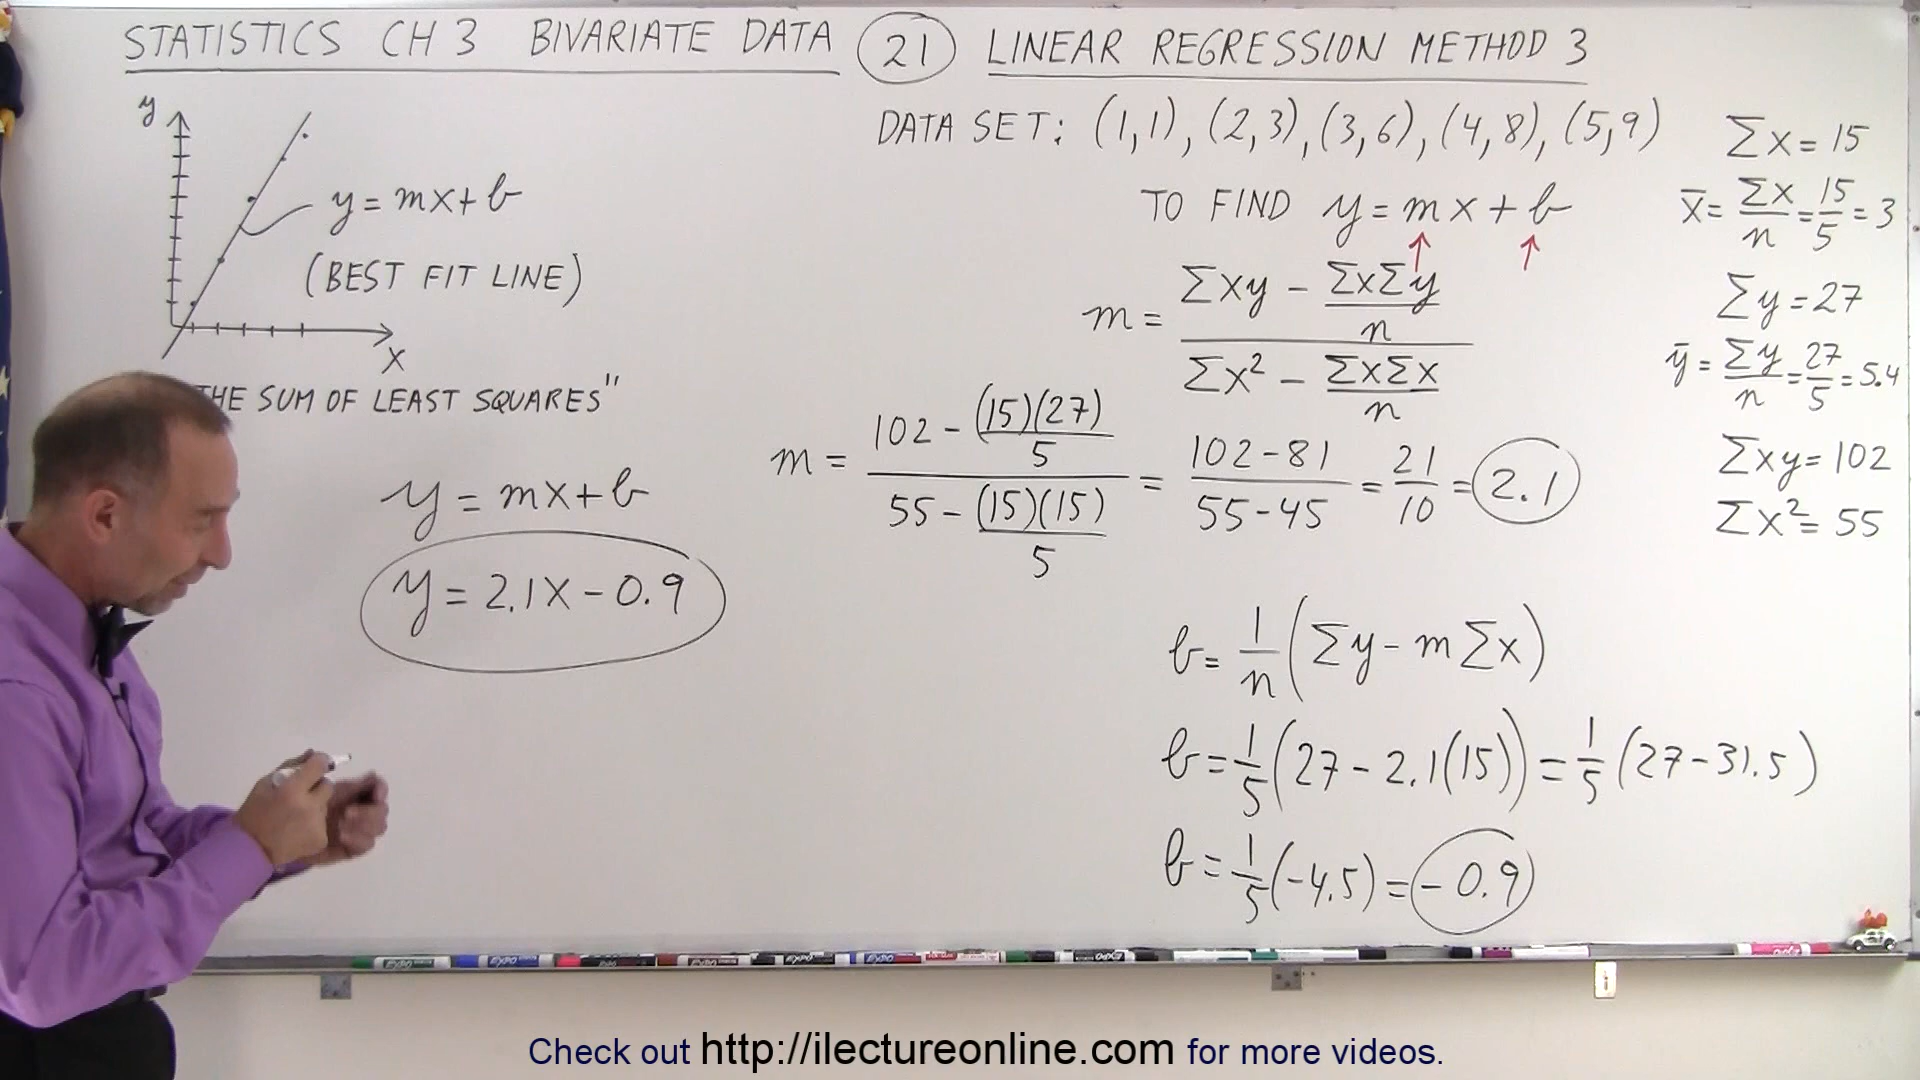 STATISTICS CH 3 BIVARIATE DATA 21 LINEAR REGRESSION METHOD 3
y
x
y = mx + b
(BEST FIT LINE)
THE SUM OF LEAST SQUARES"
y = mx + b
y = 2.1x - 0.9
DATA SET: (1,1), (2,3), (3,6), (4,8), (5,9)
TO FIND y = mx + b
m = (Σxy - ΣxΣy/n) / (Σx² - ΣxΣx/n)
m = (102 - (15)(27)/5) / (55 - (15)(15)/5) = (102 - 81)/(55 - 45) = 21/10 = 2.1
b = 1/n (Σy - mΣx)
b = 1/5 (27 - 2.1(15)) = 1/5 (27 - 31.5)
b = 1/5 (-4.5) = -0.9
Σx = 15
x̄ = Σx/n = 15/5 = 3
Σy = 27
ȳ = Σy/n = 27/5 = 5.4
Σxy = 102
Σx² = 55
Check out http://ilectureonline.com for more videos.